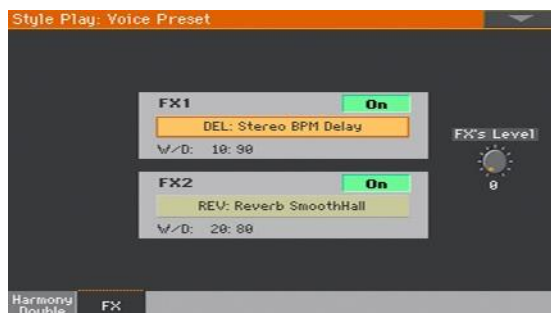 Style Play: Voice Preset
FX1 On
DEL: Stereo BPM Delay
W/D: 10:90
FX's Level
0
FX2 On
REV: Reverb SmoothHall
W/D: 20:80
Harmony
Double
FX